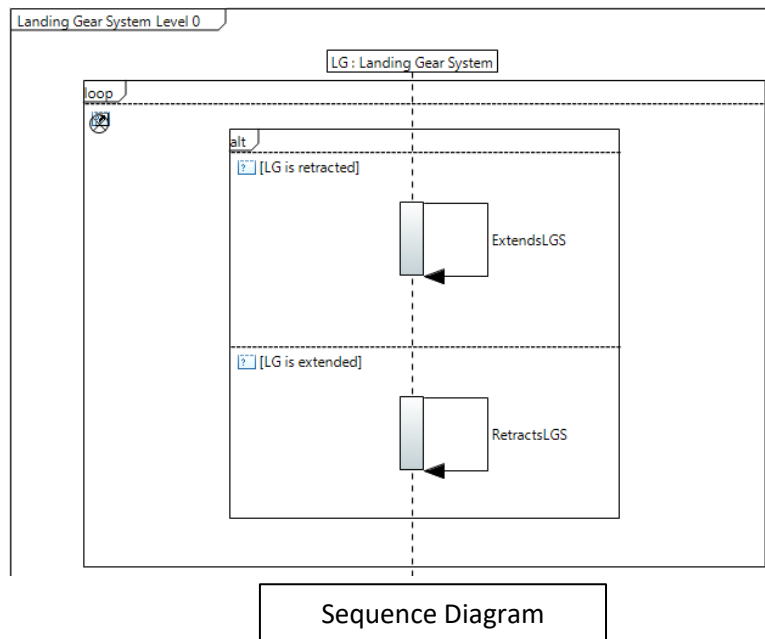 Landing Gear System Level 0
LG : Landing Gear System
loop
alt
? [LG is retracted]
ExtendsLGS
? [LG is extended]
RetractsLGS
Sequence Diagram